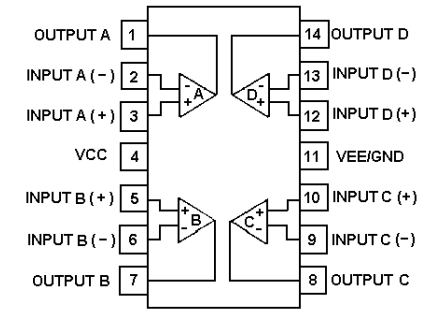 OUTPUT A 1 14 OUTPUT D
INPUT A (−) 2 13 INPUT D (−)
- A D -
+ +
INPUT A (+) 3 12 INPUT D (+)
VCC 4 11 VEE/GND
INPUT B (+) 5 10 INPUT C (+)
+ B C +
- -
INPUT B (−) 6 9 INPUT C (−)
OUTPUT B 7 8 OUTPUT C